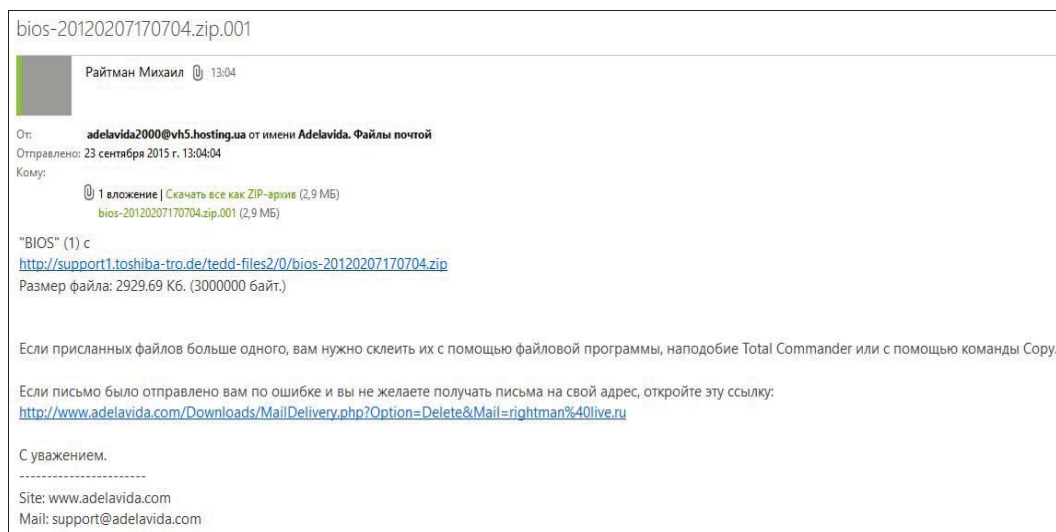 bios-20120207170704.zip.001
Райтман Михаил 13:04
От: adelavida2000@vh5.hosting.ua от имени Adelavida. Файлы почтой
Отправлено: 23 сентября 2015 г. 13:04:04
Кому:
1 вложение | Скачать все как ZIP-архив (2,9 МБ)
bios-20120207170704.zip.001 (2,9 МБ)
"BIOS" (1) с
http://support1.toshiba-tro.de/tedd-files2/0/bios-20120207170704.zip
Размер файла: 2929.69 Кб. (3000000 байт.)
Если присланных файлов больше одного, вам нужно склеить их с помощью файловой программы, наподобие Total Commander или с помощью команды Copy.
Если письмо было отправлено вам по ошибке и вы не желаете получать письма на свой адрес, откройте эту ссылку:
http://www.adelavida.com/Downloads/MailDelivery.php?Option=Delete&Mail=rightman%40live.ru
С уважением.
-----------------------
Site: www.adelavida.com
Mail: support@adelavida.com